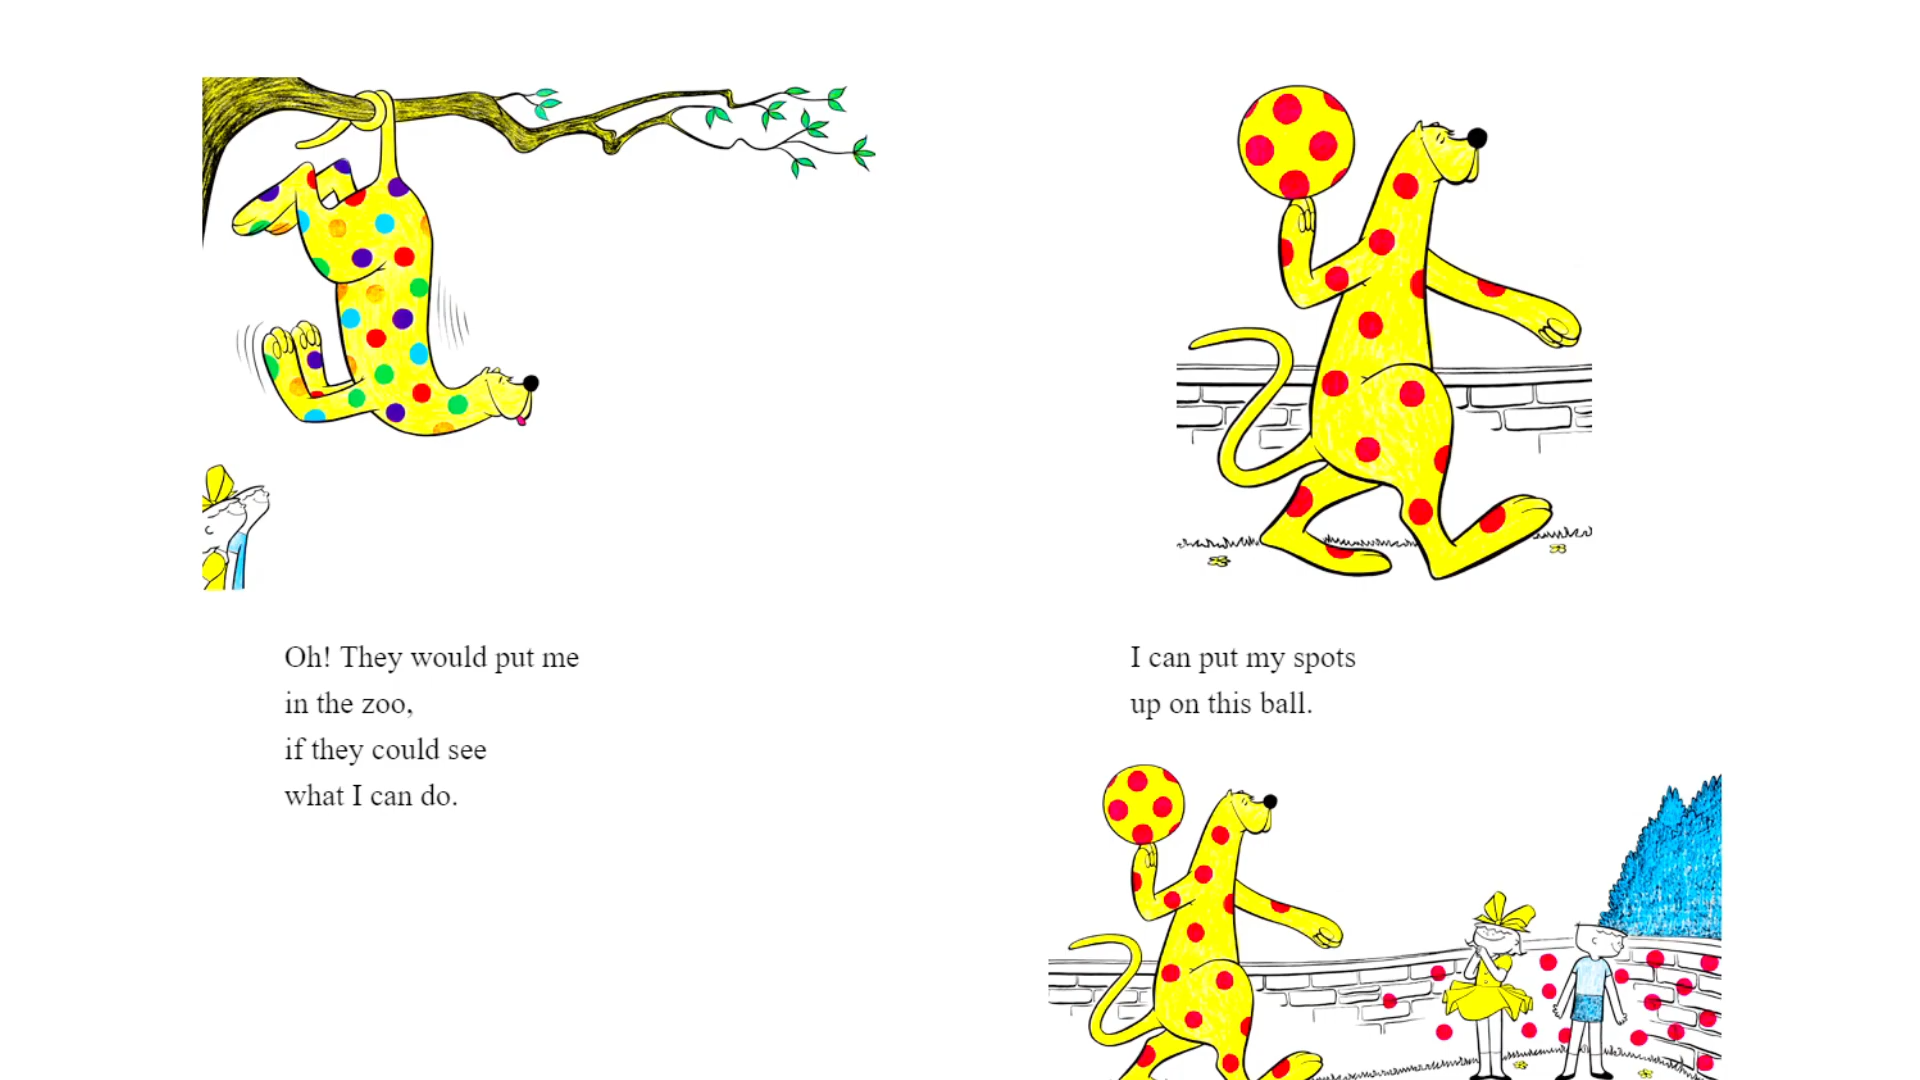 Oh! They would put me
in the zoo,
if they could see
what I can do.
I can put my spots
up on this ball.